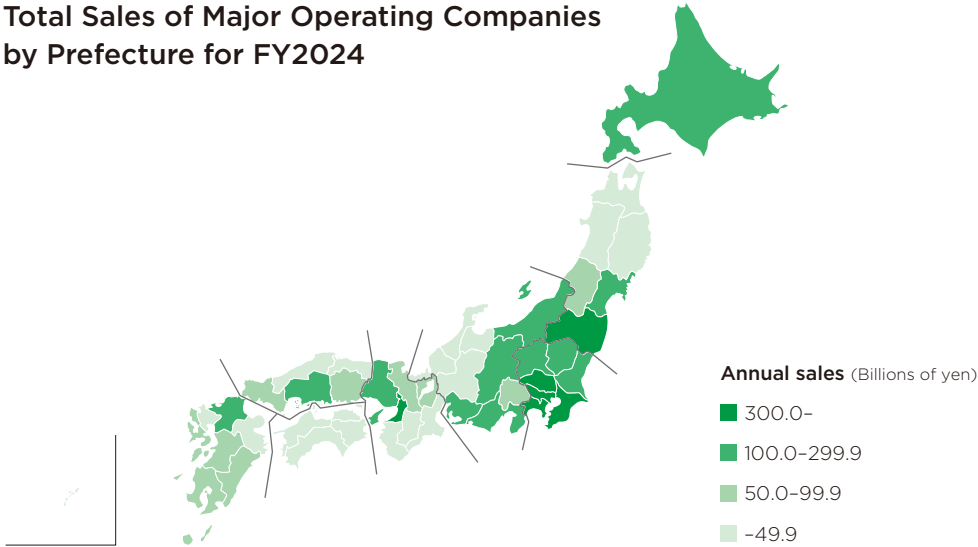 Total Sales of Major Operating Companies
by Prefecture for FY2024
Annual sales (Billions of yen)
300.0–
100.0–299.9
50.0–99.9
–49.9